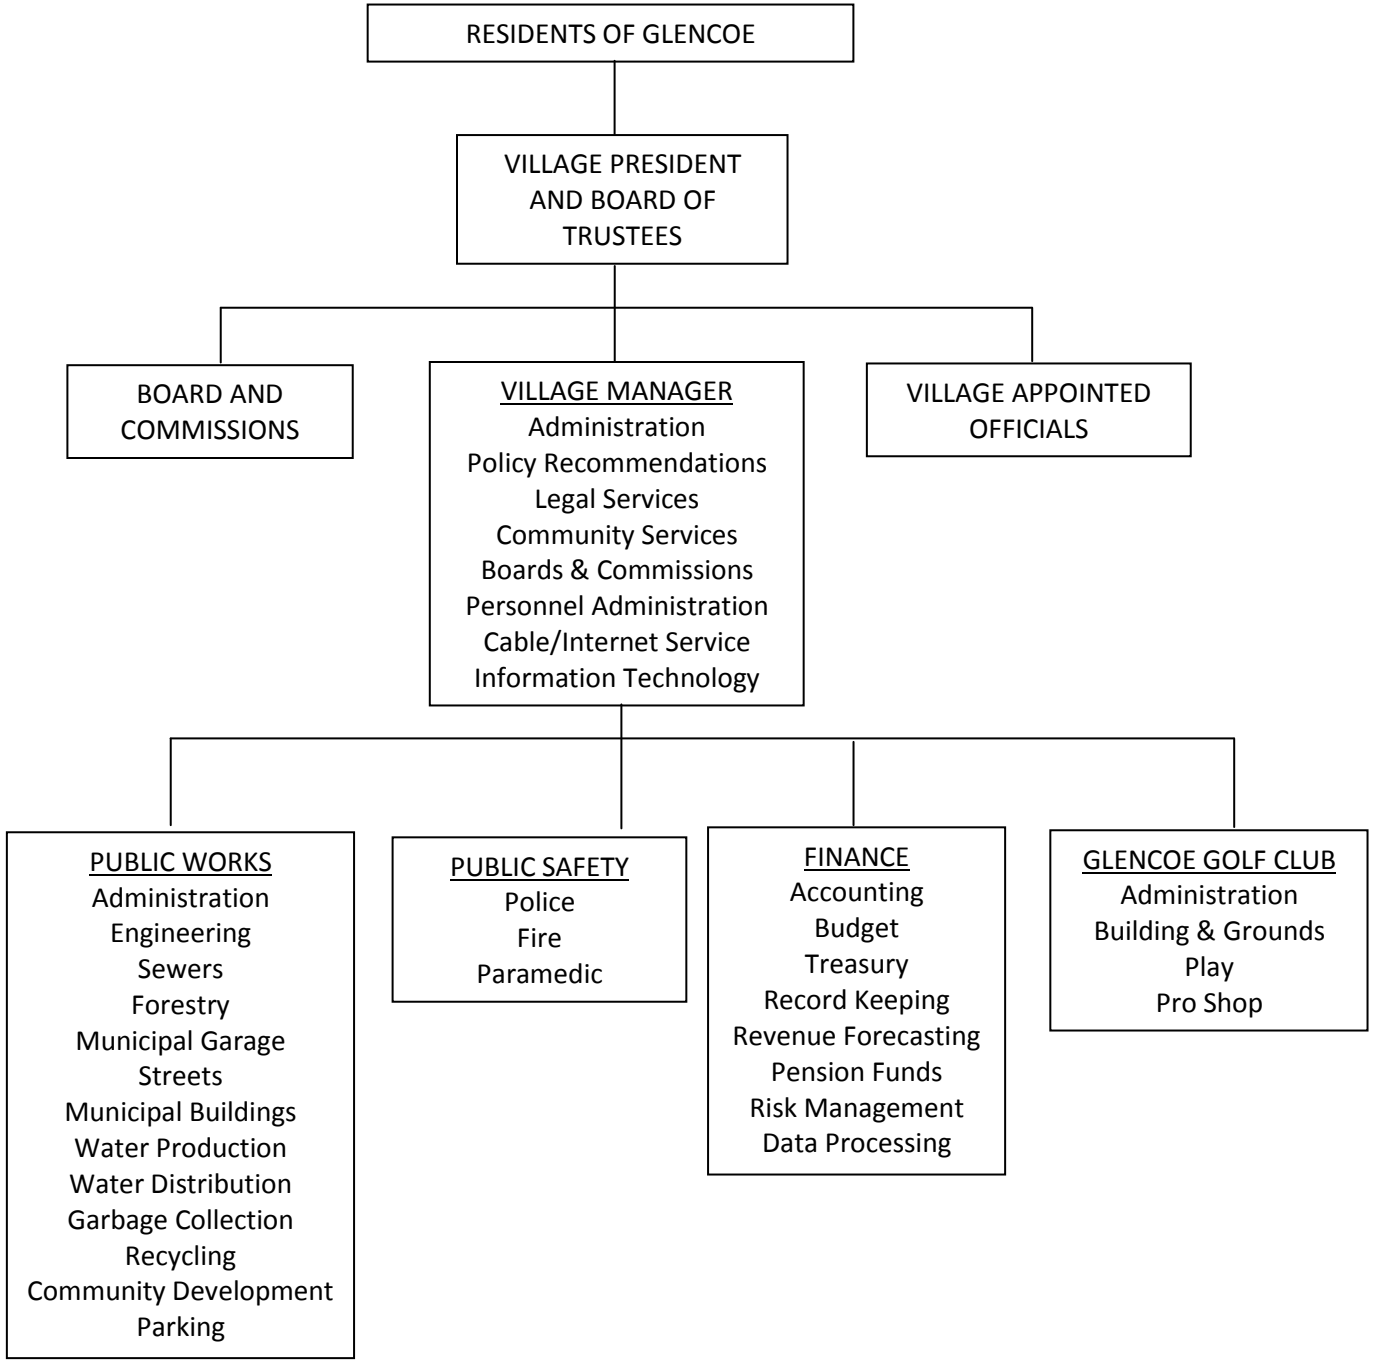 RESIDENTS OF GLENCOE
VILLAGE PRESIDENT
AND BOARD OF
TRUSTEES
BOARD AND
COMMISSIONS
VILLAGE MANAGER
Administration
Policy Recommendations
Legal Services
Community Services
Boards & Commissions
Personnel Administration
Cable/Internet Service
Information Technology
VILLAGE APPOINTED
OFFICIALS
PUBLIC WORKS
Administration
Engineering
Sewers
Forestry
Municipal Garage
Streets
Municipal Buildings
Water Production
Water Distribution
Garbage Collection
Recycling
Community Development
Parking
PUBLIC SAFETY
Police
Fire
Paramedic
FINANCE
Accounting
Budget
Treasury
Record Keeping
Revenue Forecasting
Pension Funds
Risk Management
Data Processing
GLENCOE GOLF CLUB
Administration
Building & Grounds
Play
Pro Shop